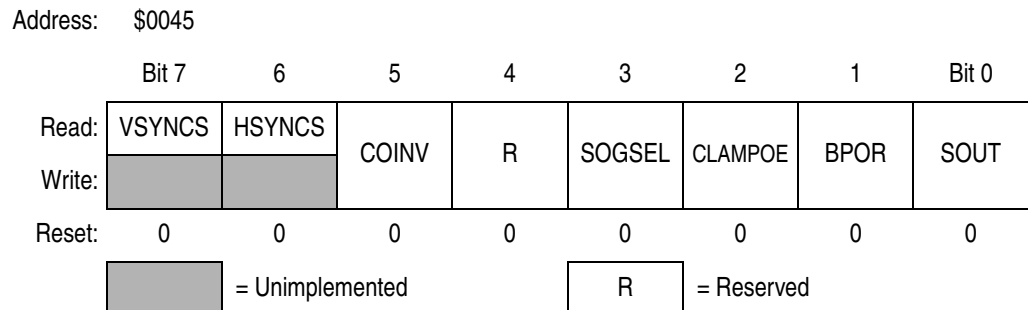 Address: $0045
Bit 7 6 5 4 3 2 1 Bit 0
Read: VSYNCS HSYNCS COINV R SOGSEL CLAMPOE BPOR SOUT
Write:
Reset: 0 0 0 0 0 0 0 0
= Unimplemented R = Reserved